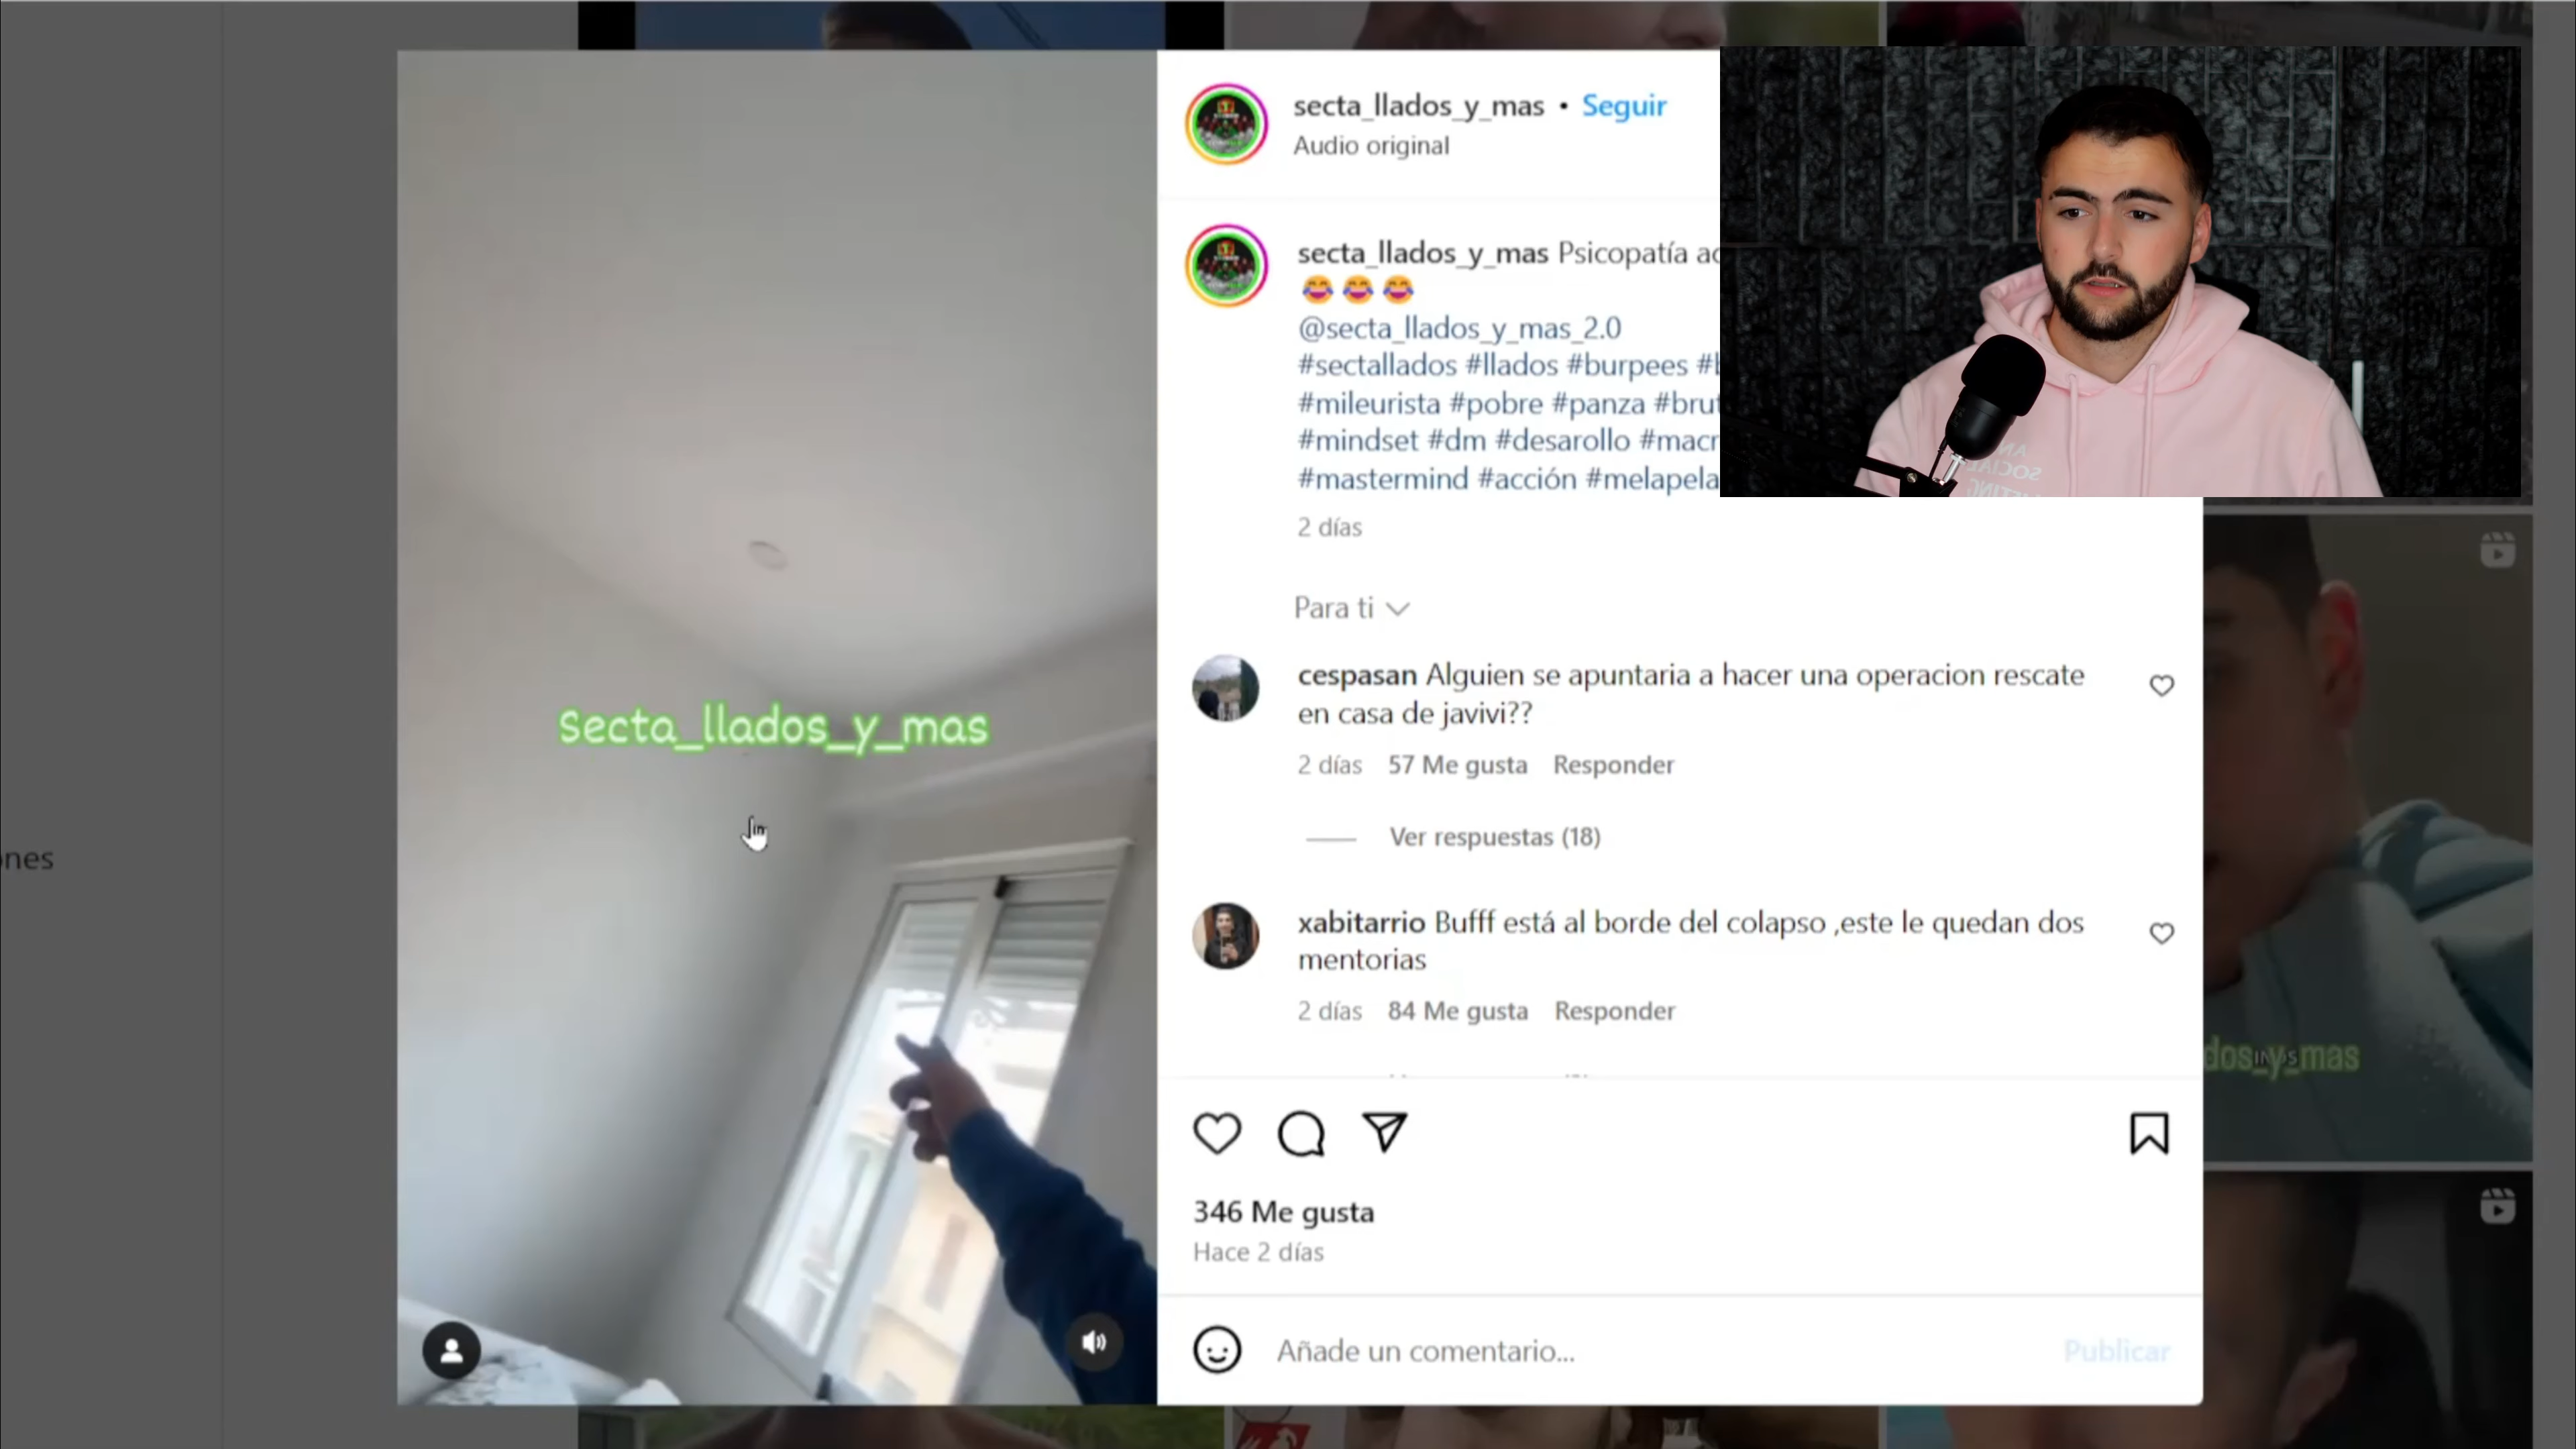 secta_llados_y_mas • Seguir
Audio original
secta_llados_y_mas Psicopatía
😂😂😂
@secta_llados_y_mas_2.0
#sectallados #llados #burpees
#mileurista #pobre #panza
#mindset #dm #desarollo
#mastermind #acción #melapela
2 días
Para ti
cespasan Alguien se apuntaria a hacer una operacion rescate
en casa de javivi??
2 días 57 Me gusta Responder
Ver respuestas (18)
xabitarrio Bufff está al borde del colapso ,este le quedan dos
mentorias
2 días 84 Me gusta Responder
346 Me gusta
Hace 2 días
Añade un comentario... Publicar
Secta_llados_y_mas
ones
dos_y_mas